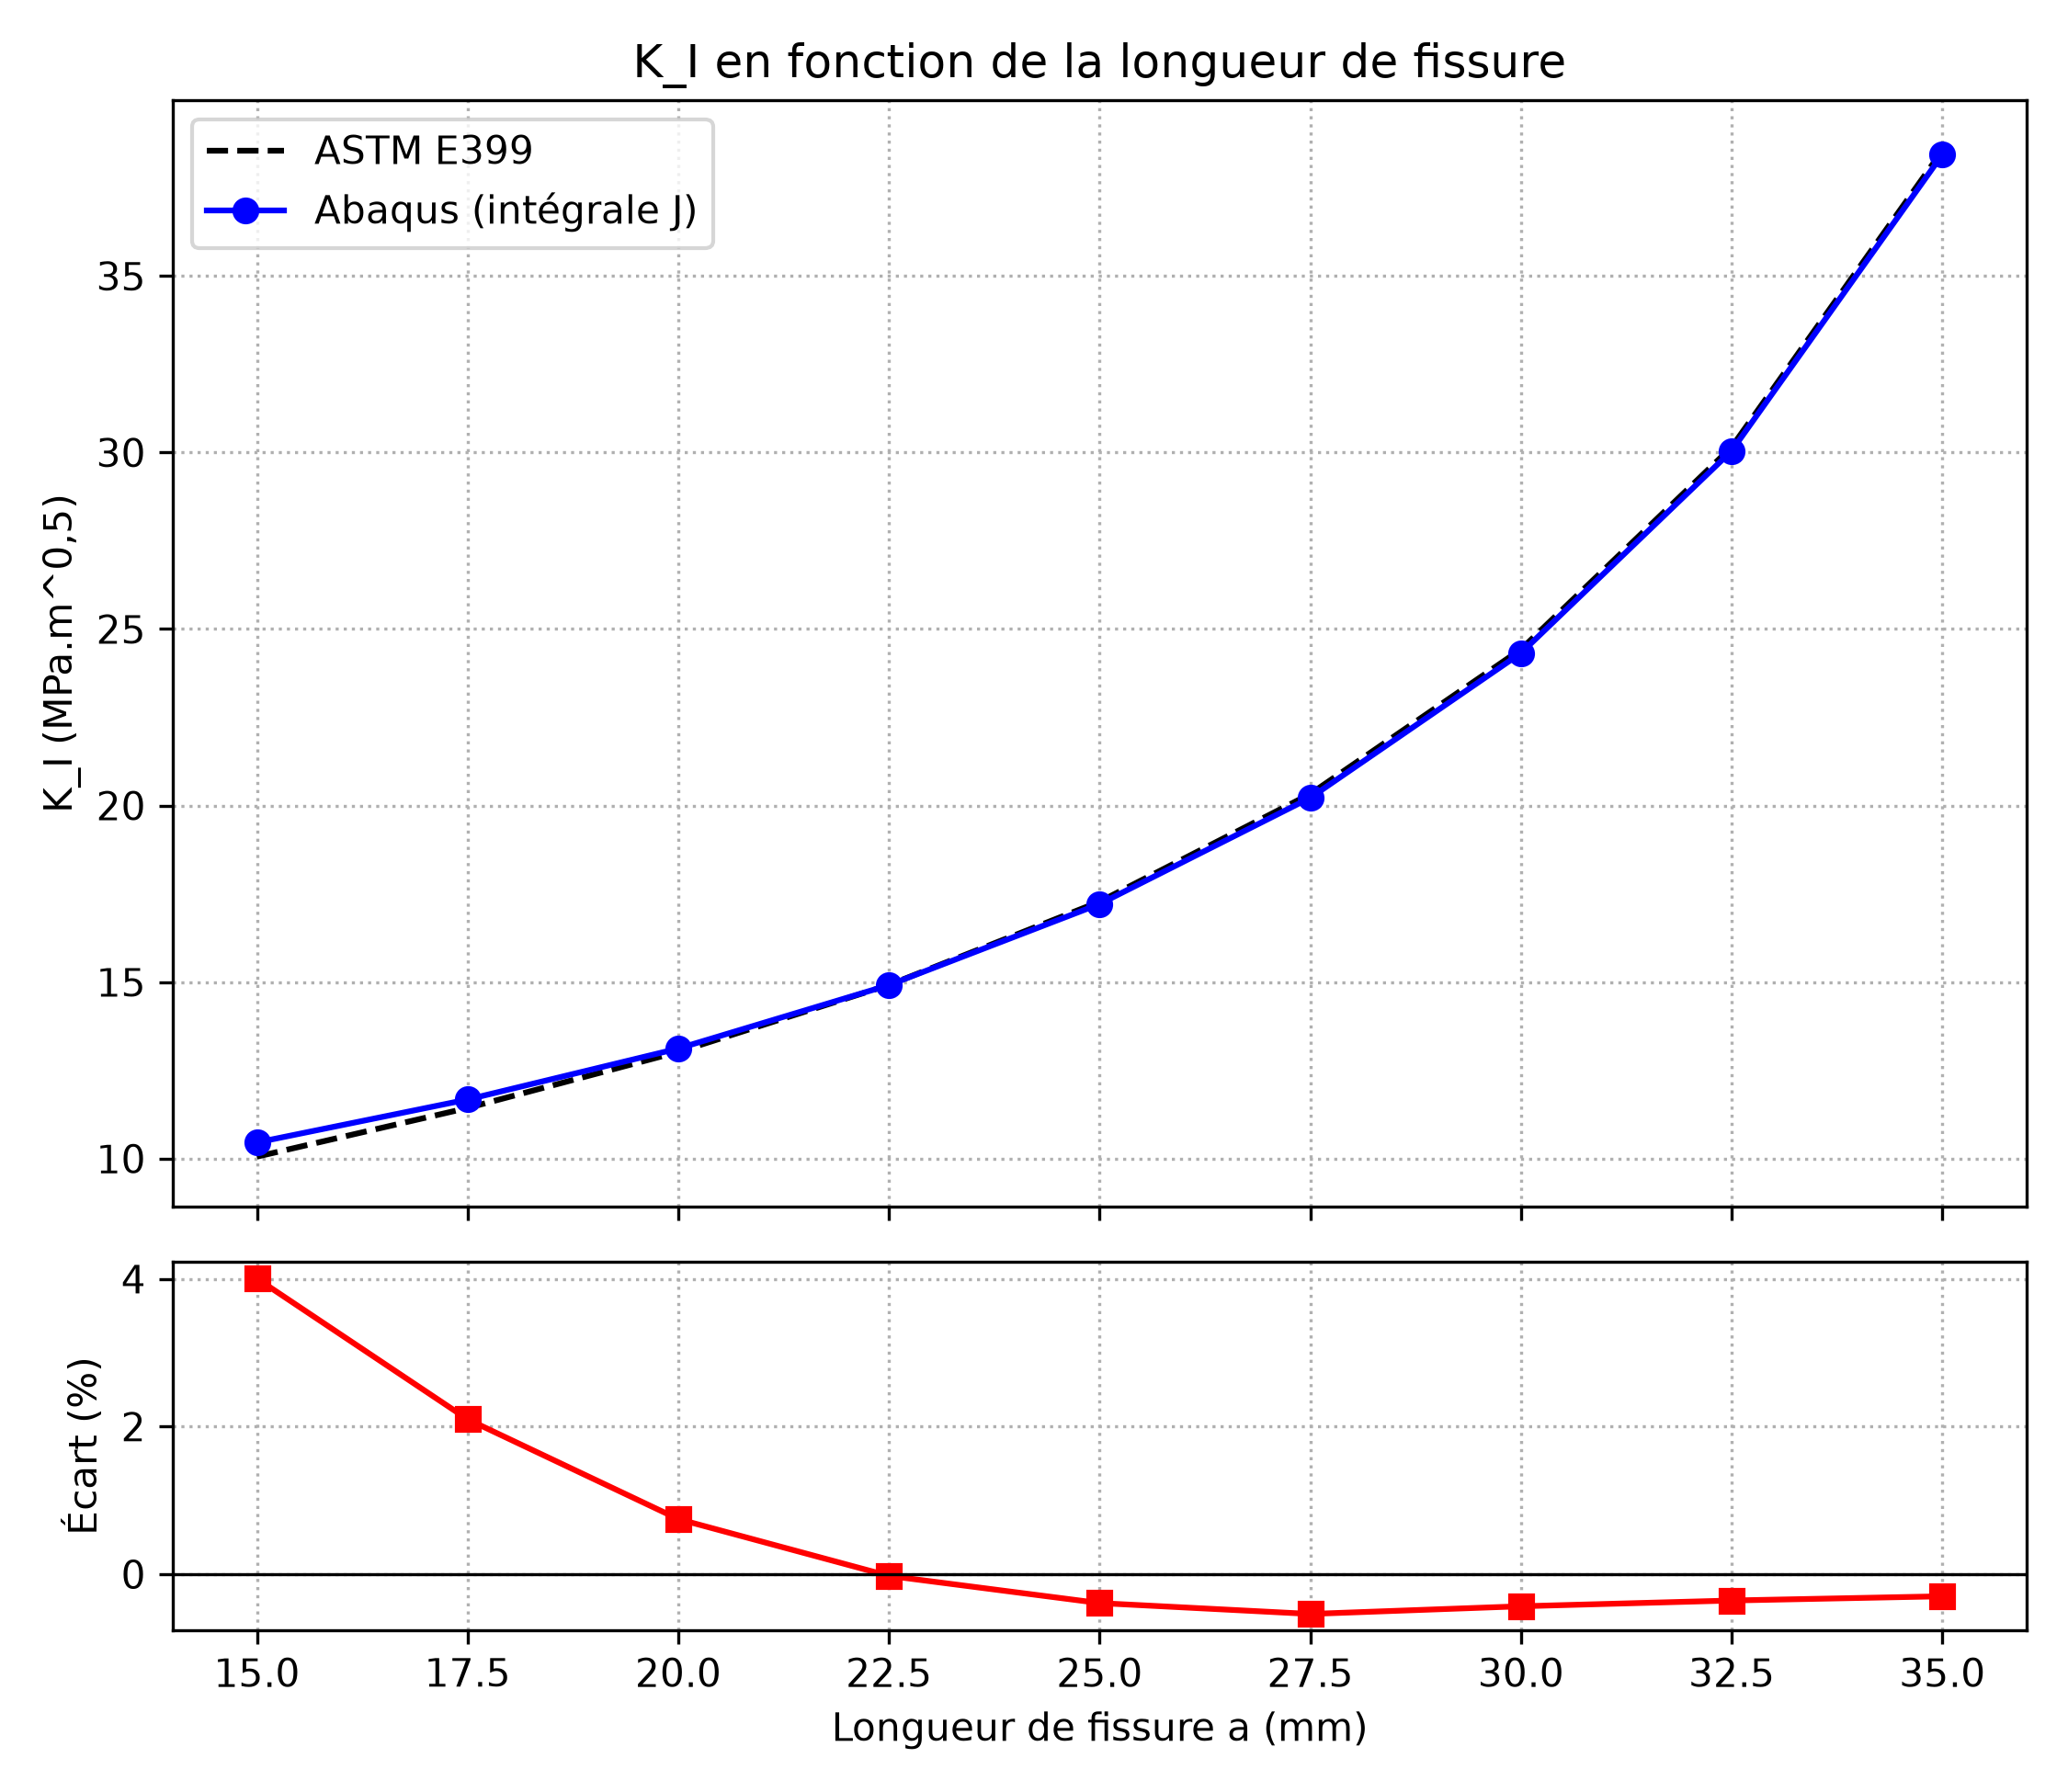 K_I en fonction de la longueur de fissure
ASTM E399
Abaqus (intégrale J)
K_I (MPa.m^0,5)
35
30
25
20
15
10
Écart (%)
4
2
0
15.0 17.5 20.0 22.5 25.0 27.5 30.0 32.5 35.0
Longueur de fissure a (mm)